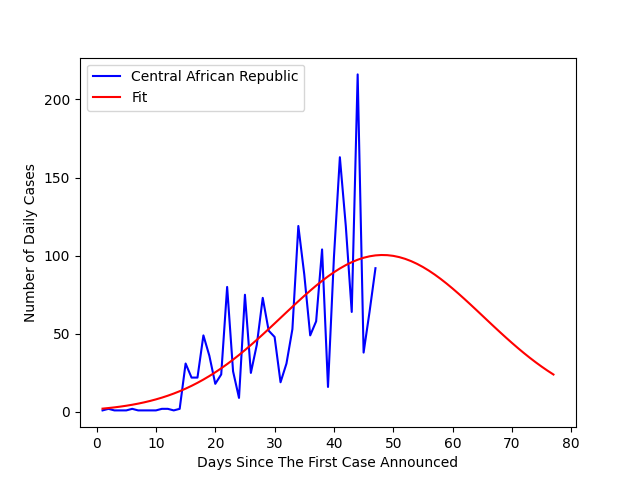 Central African Republic
Fit
200
150
100
50
0
Number of Daily Cases
0 10 20 30 40 50 60 70 80
Days Since The First Case Announced